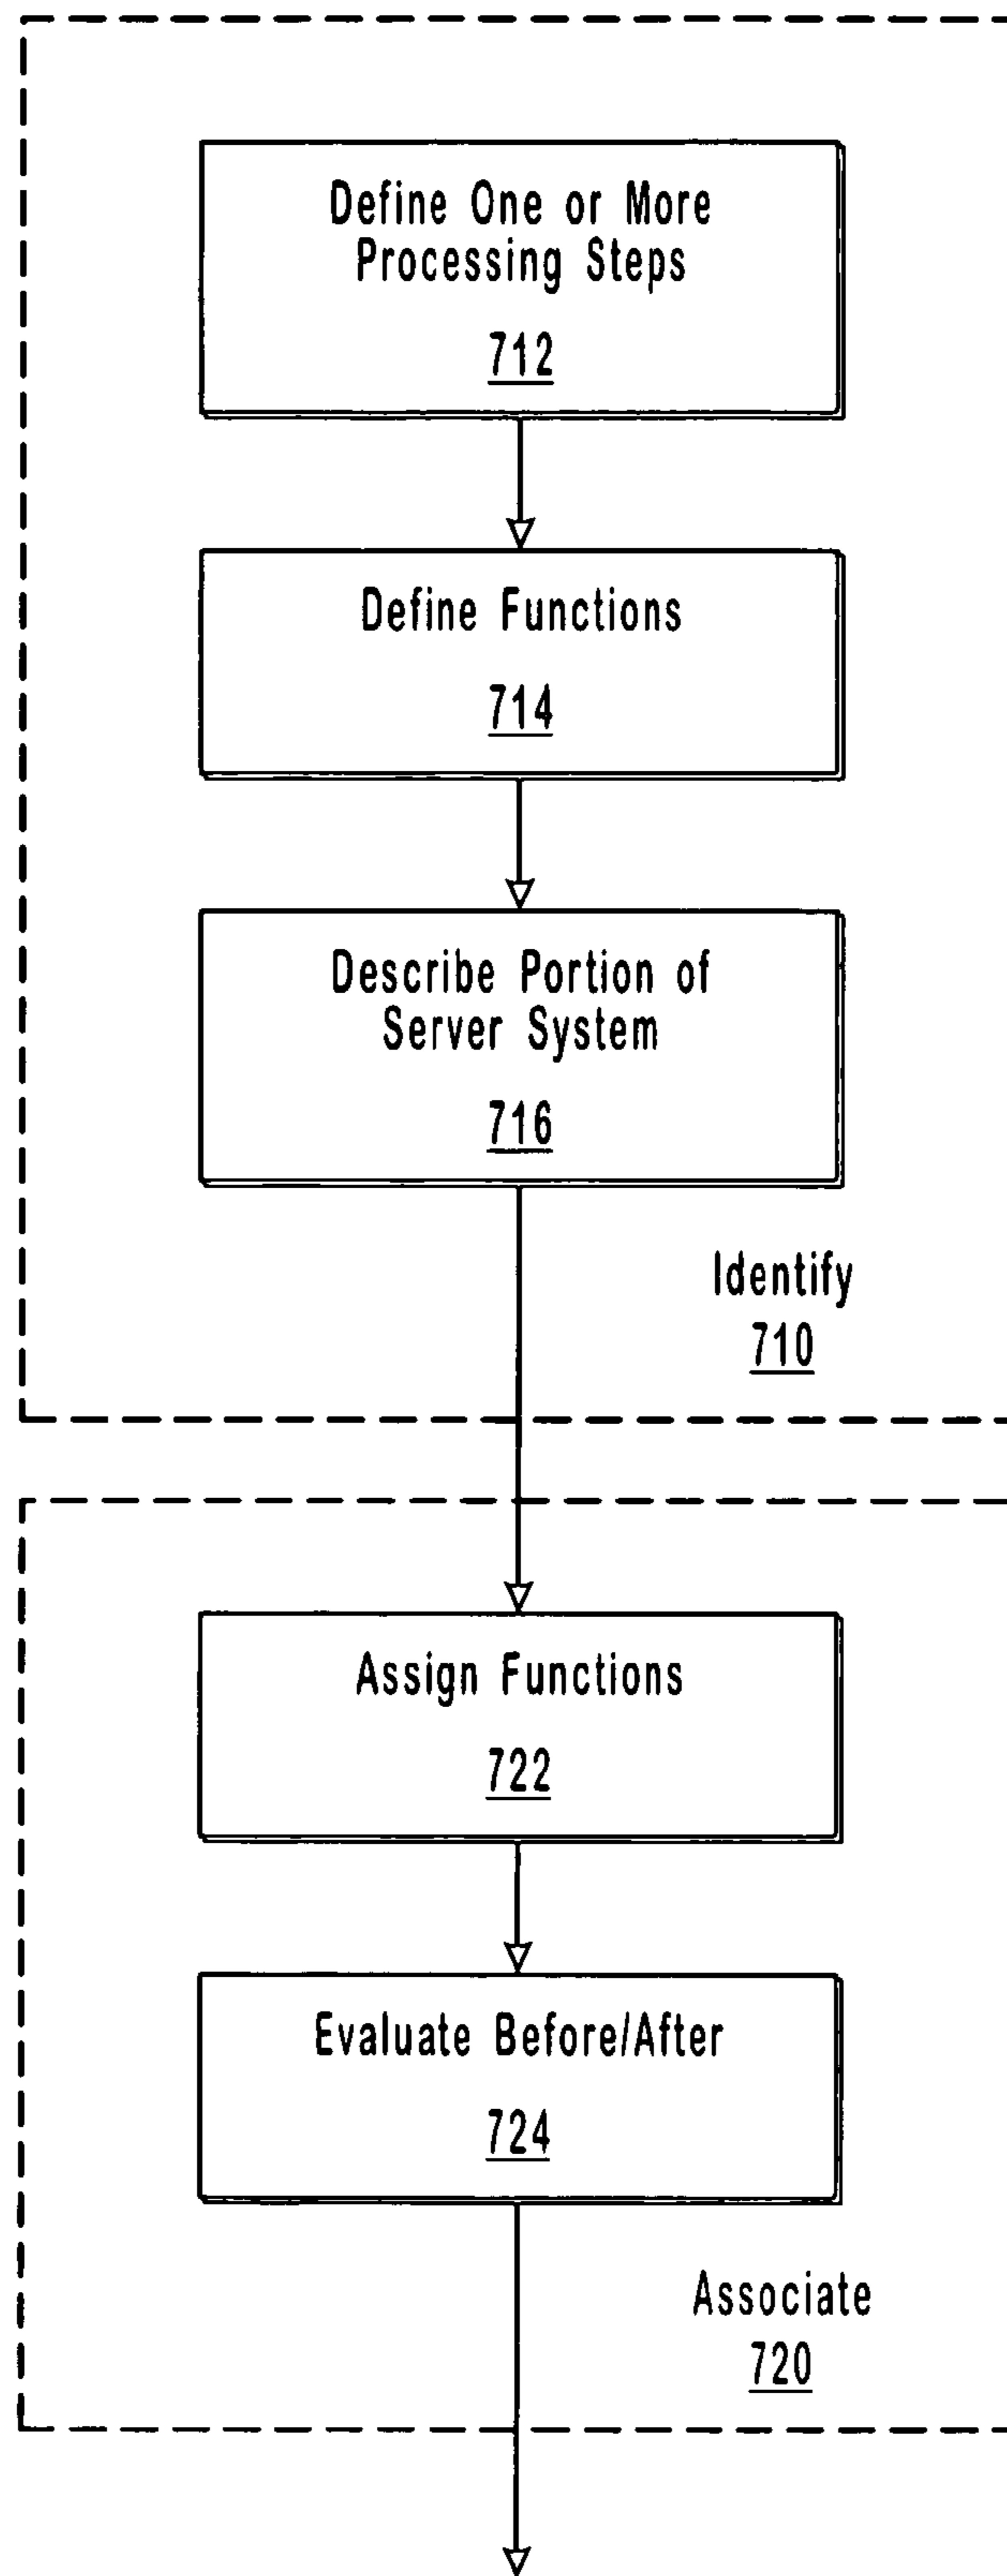 Define One or More
Processing Steps
712
Define Functions
714
Describe Portion of
Server System
716
Identify
710
Assign Functions
722
Evaluate Before/After
724
Associate
720